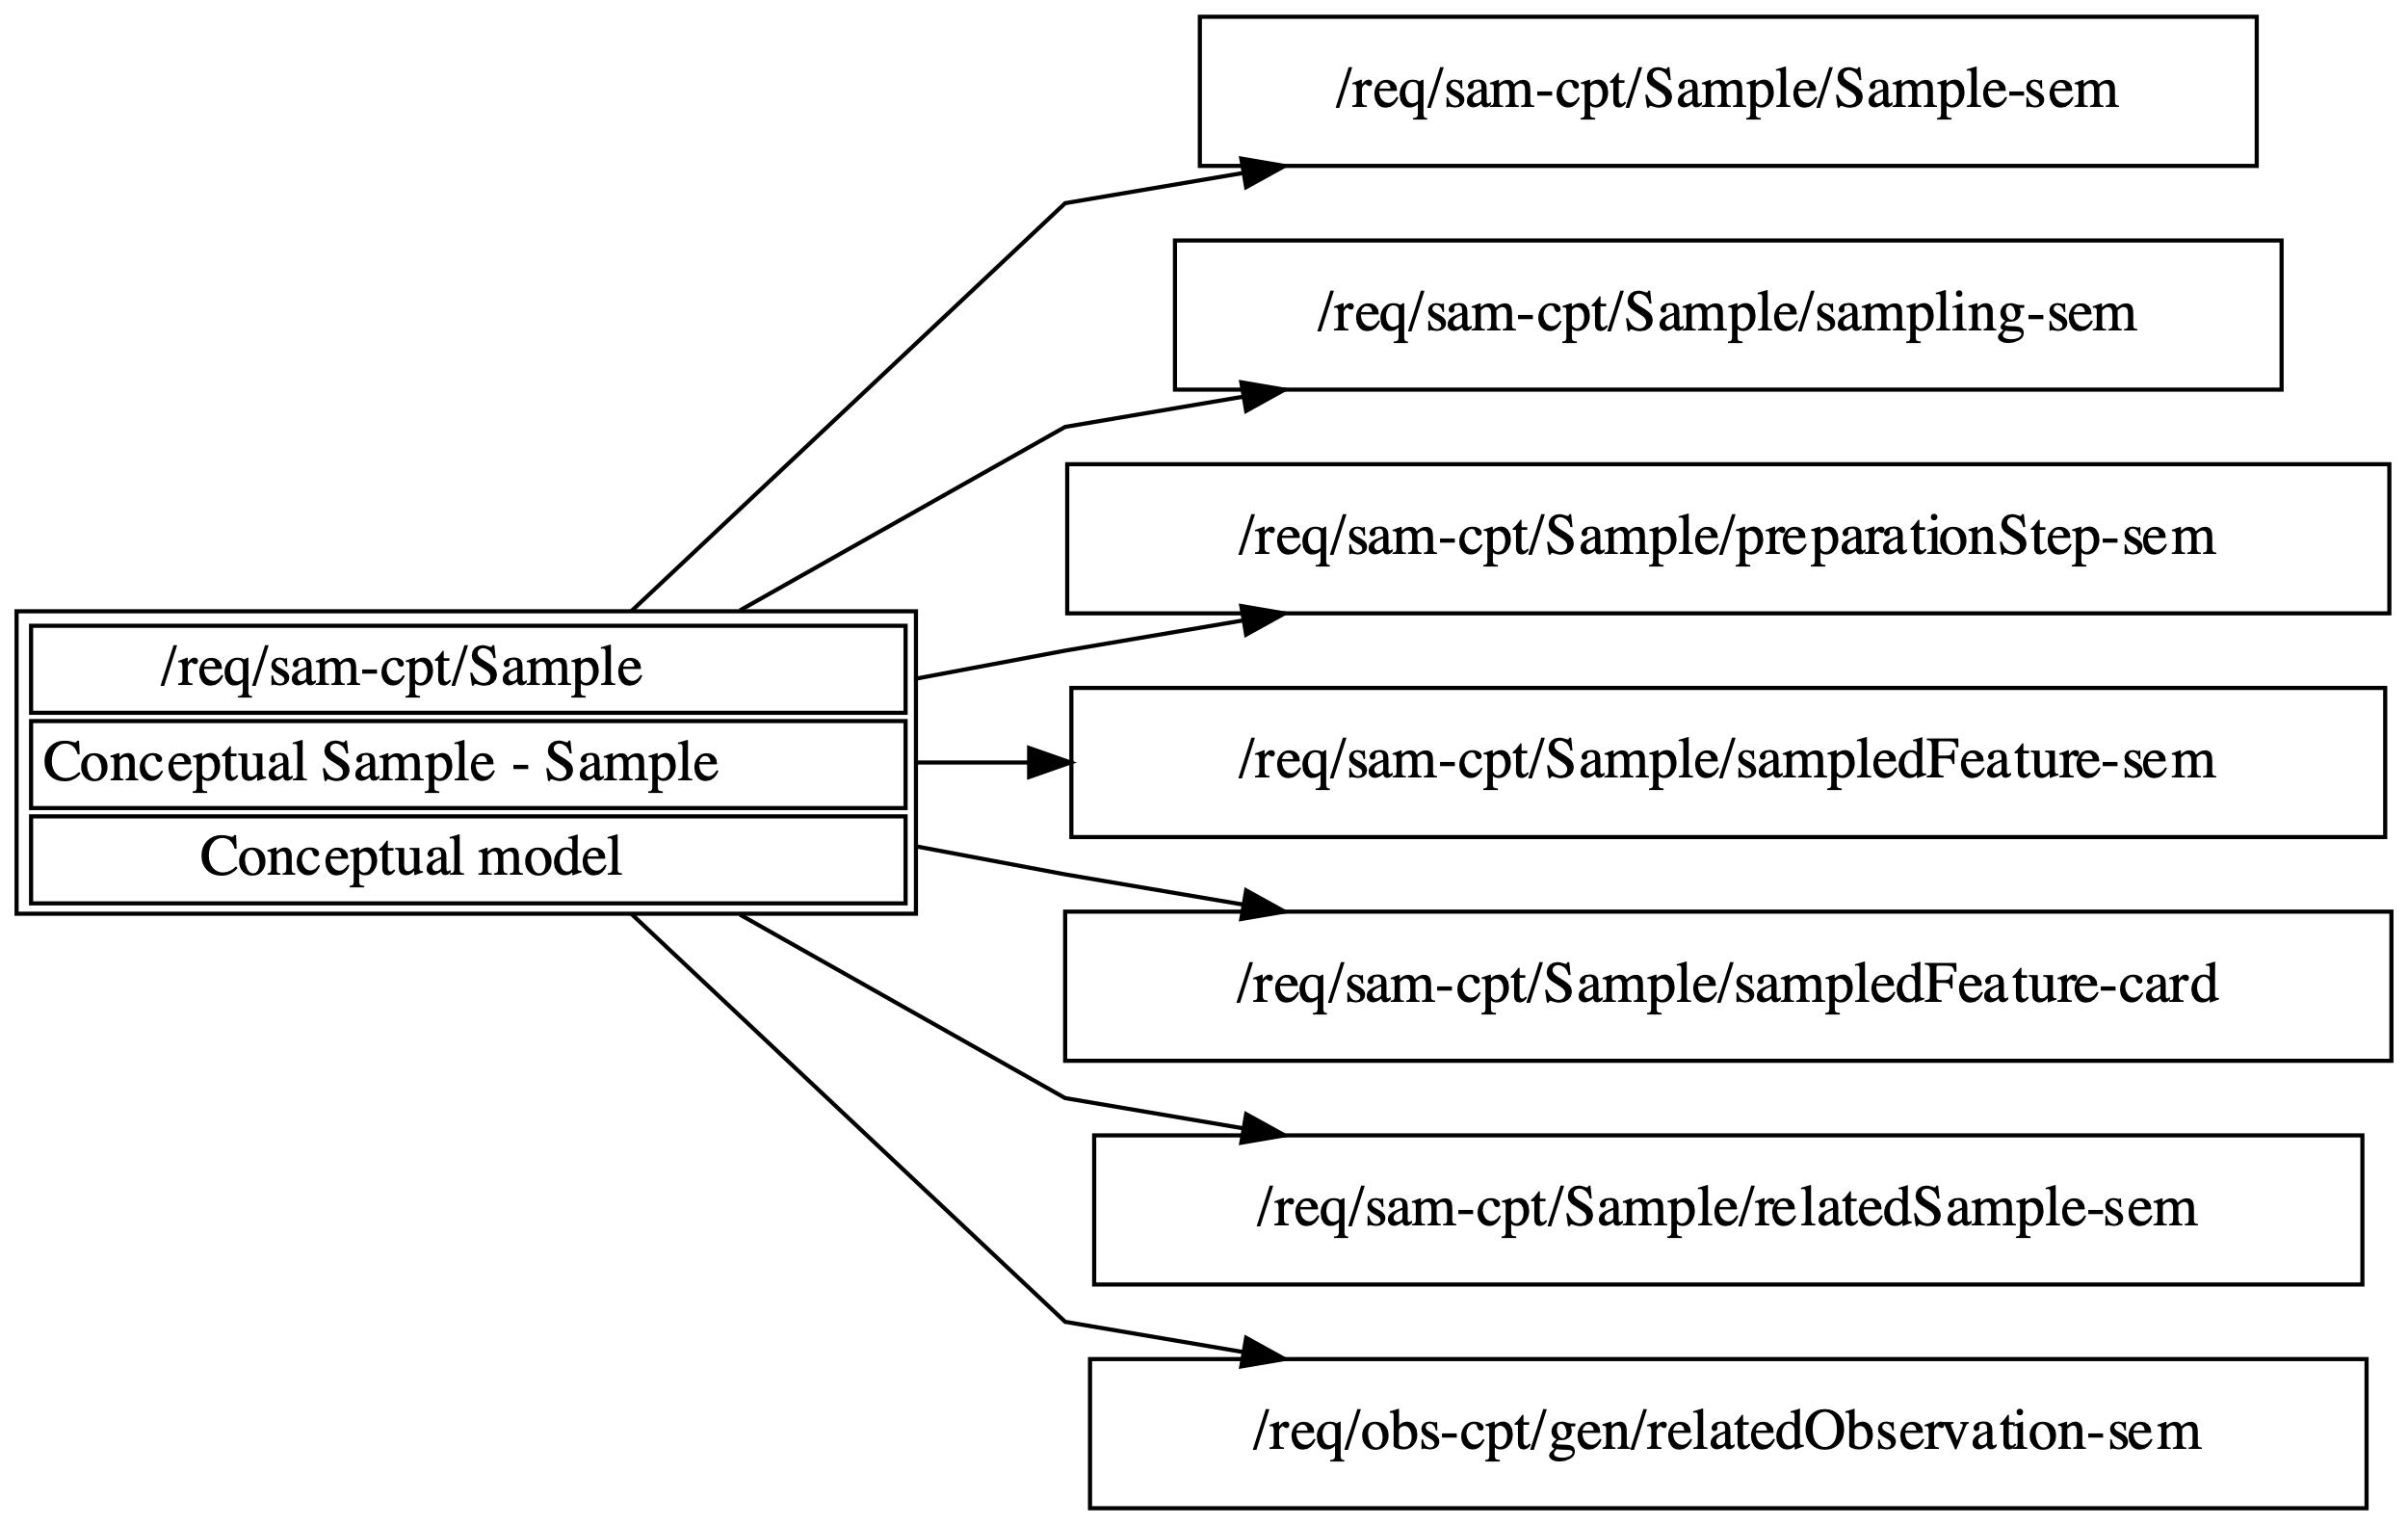 /req/sam-cpt/Sample/Sample-sem
/req/sam-cpt/Sample/sampling-sem
/req/sam-cpt/Sample/preparationStep-sem
/req/sam-cpt/Sample
Conceptual Sample - Sample
Conceptual model
/req/sam-cpt/Sample/sampledFeature-sem
/req/sam-cpt/Sample/sampledFeature-card
/req/sam-cpt/Sample/relatedSample-sem
/req/obs-cpt/gen/relatedObservation-sem